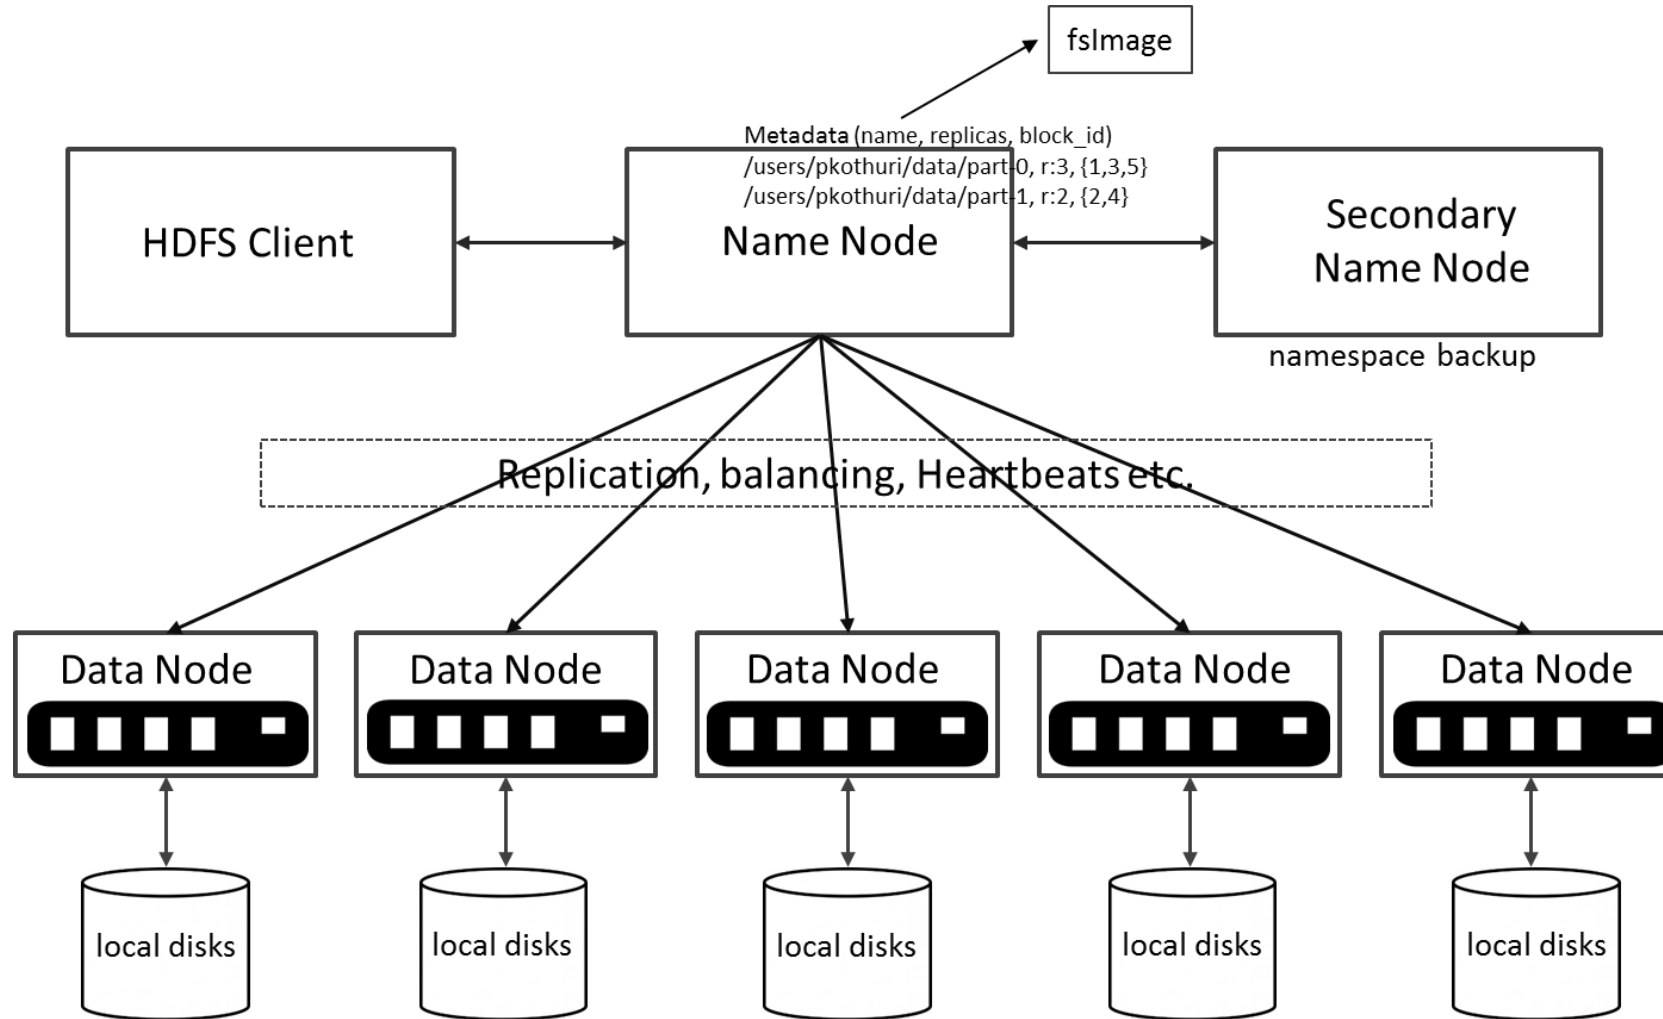 fsImage
Metadata (name, replicas, block_id)
/users/pkothuri/data/part-0, r:3, {1,3,5}
/users/pkothuri/data/part-1, r:2, {2,4}
HDFS Client
Name Node
Secondary
Name Node
namespace backup
Replication, balancing, Heartbeats etc.
Data Node
Data Node
Data Node
Data Node
Data Node
local disks
local disks
local disks
local disks
local disks